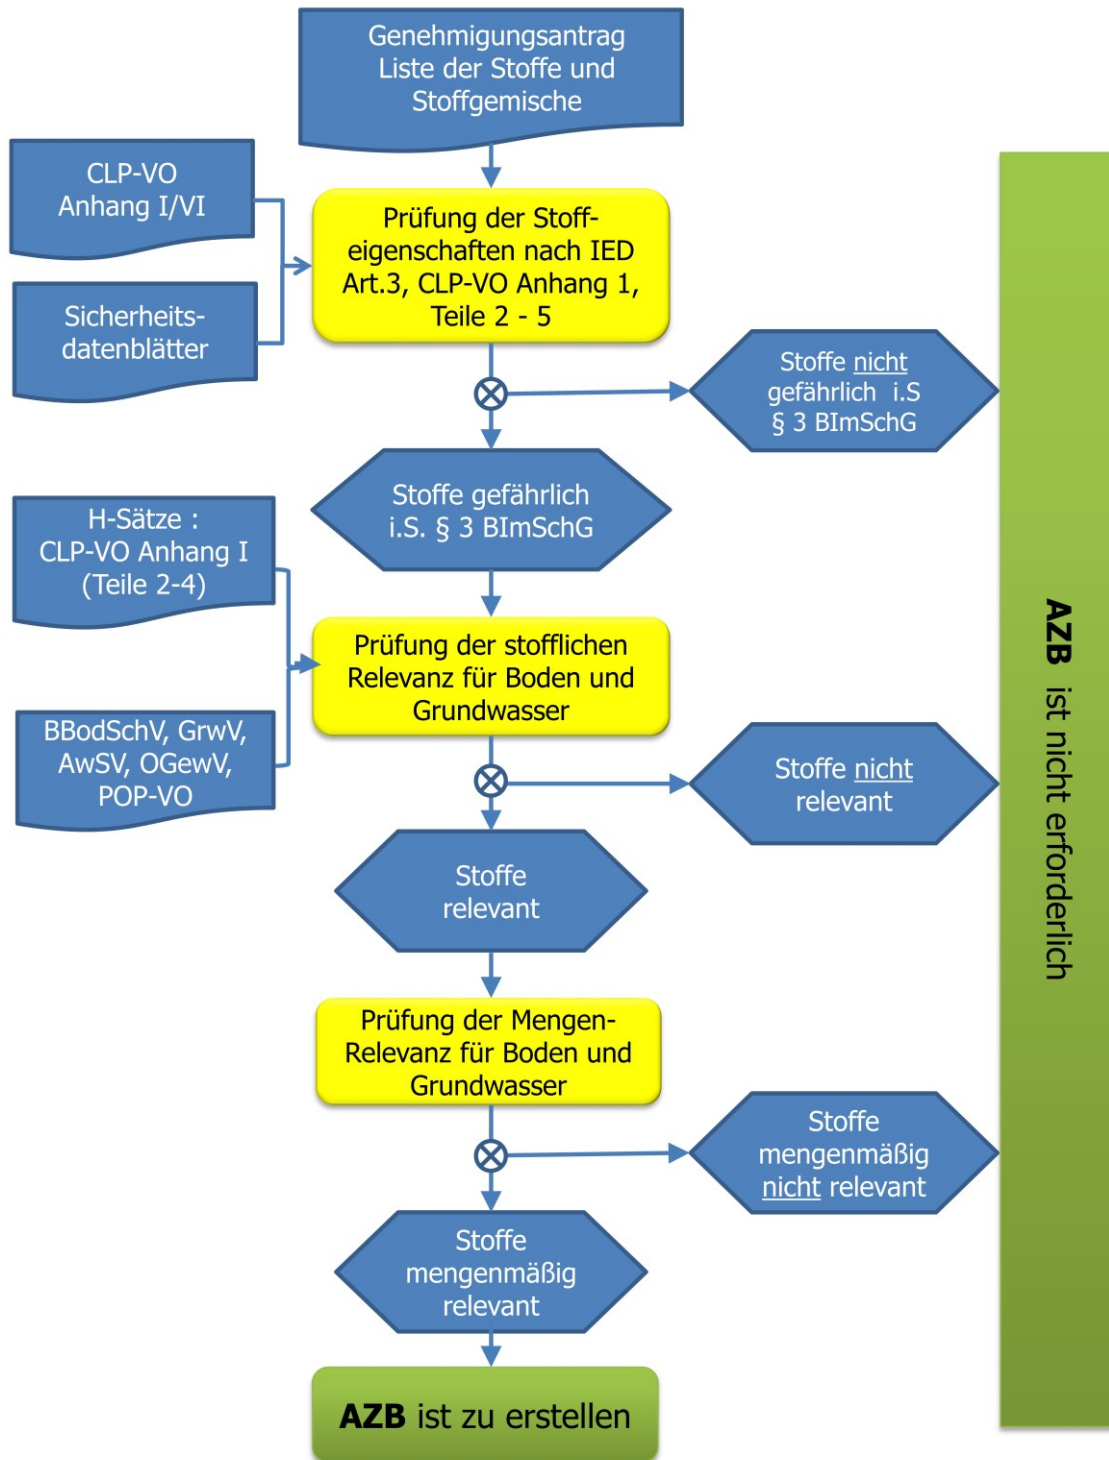 Genehmigungsantrag
Liste der Stoffe und
Stoffgemische
CLP-VO
Anhang I/VI
Prüfung der Stoff-
eigenschaften nach IED
Art.3, CLP-VO Anhang 1,
Teile 2 - 5
Sicherheits-
datenblätter
Stoffe nicht
gefährlich i.S
§ 3 BImSchG
Stoffe gefährlich
i.S. § 3 BImSchG
H-Sätze :
CLP-VO Anhang I
(Teile 2-4)
Prüfung der stofflichen
Relevanz für Boden und
Grundwasser
BBodSchV, GrwV,
AwSV, OGewV,
POP-VO
Stoffe nicht
relevant
Stoffe
relevant
Prüfung der Mengen-
Relevanz für Boden und
Grundwasser
Stoffe
mengenmäßig
nicht relevant
Stoffe
mengenmäßig
relevant
AZB ist zu erstellen
AZB ist nicht erforderlich